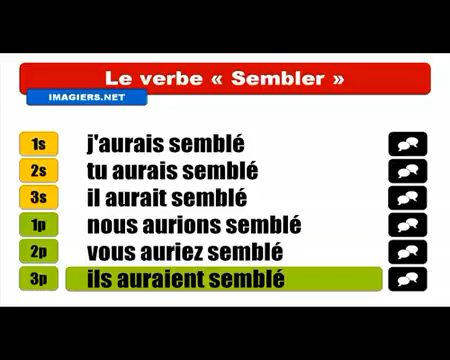 Le verbe « Sembler »
IMAGIERS.NET
1s j'aurais semblé
2s tu aurais semblé
3s il aurait semblé
1p nous aurions semblé
2p vous auriez semblé
3p ils auraient semblé